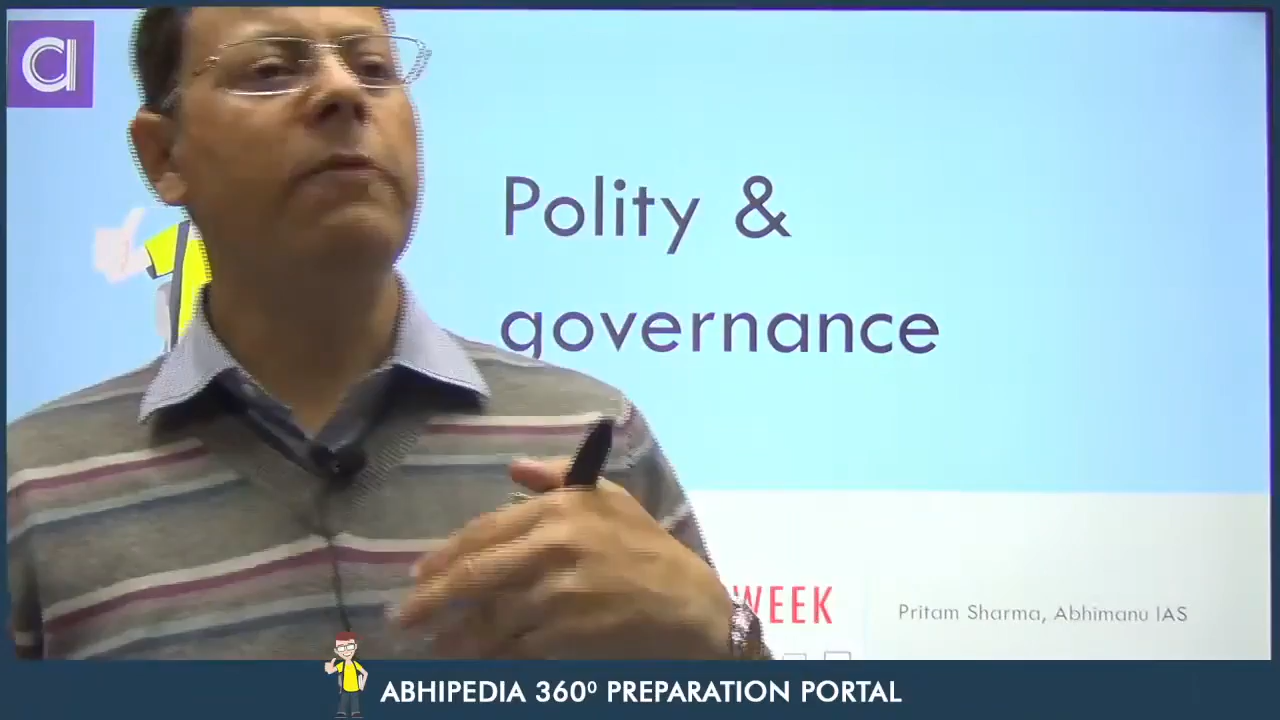 a
Polity &
governance
WEEK
Pritam Sharma, Abhimanu IAS
ABHIPEDIA 360⁰ PREPARATION PORTAL